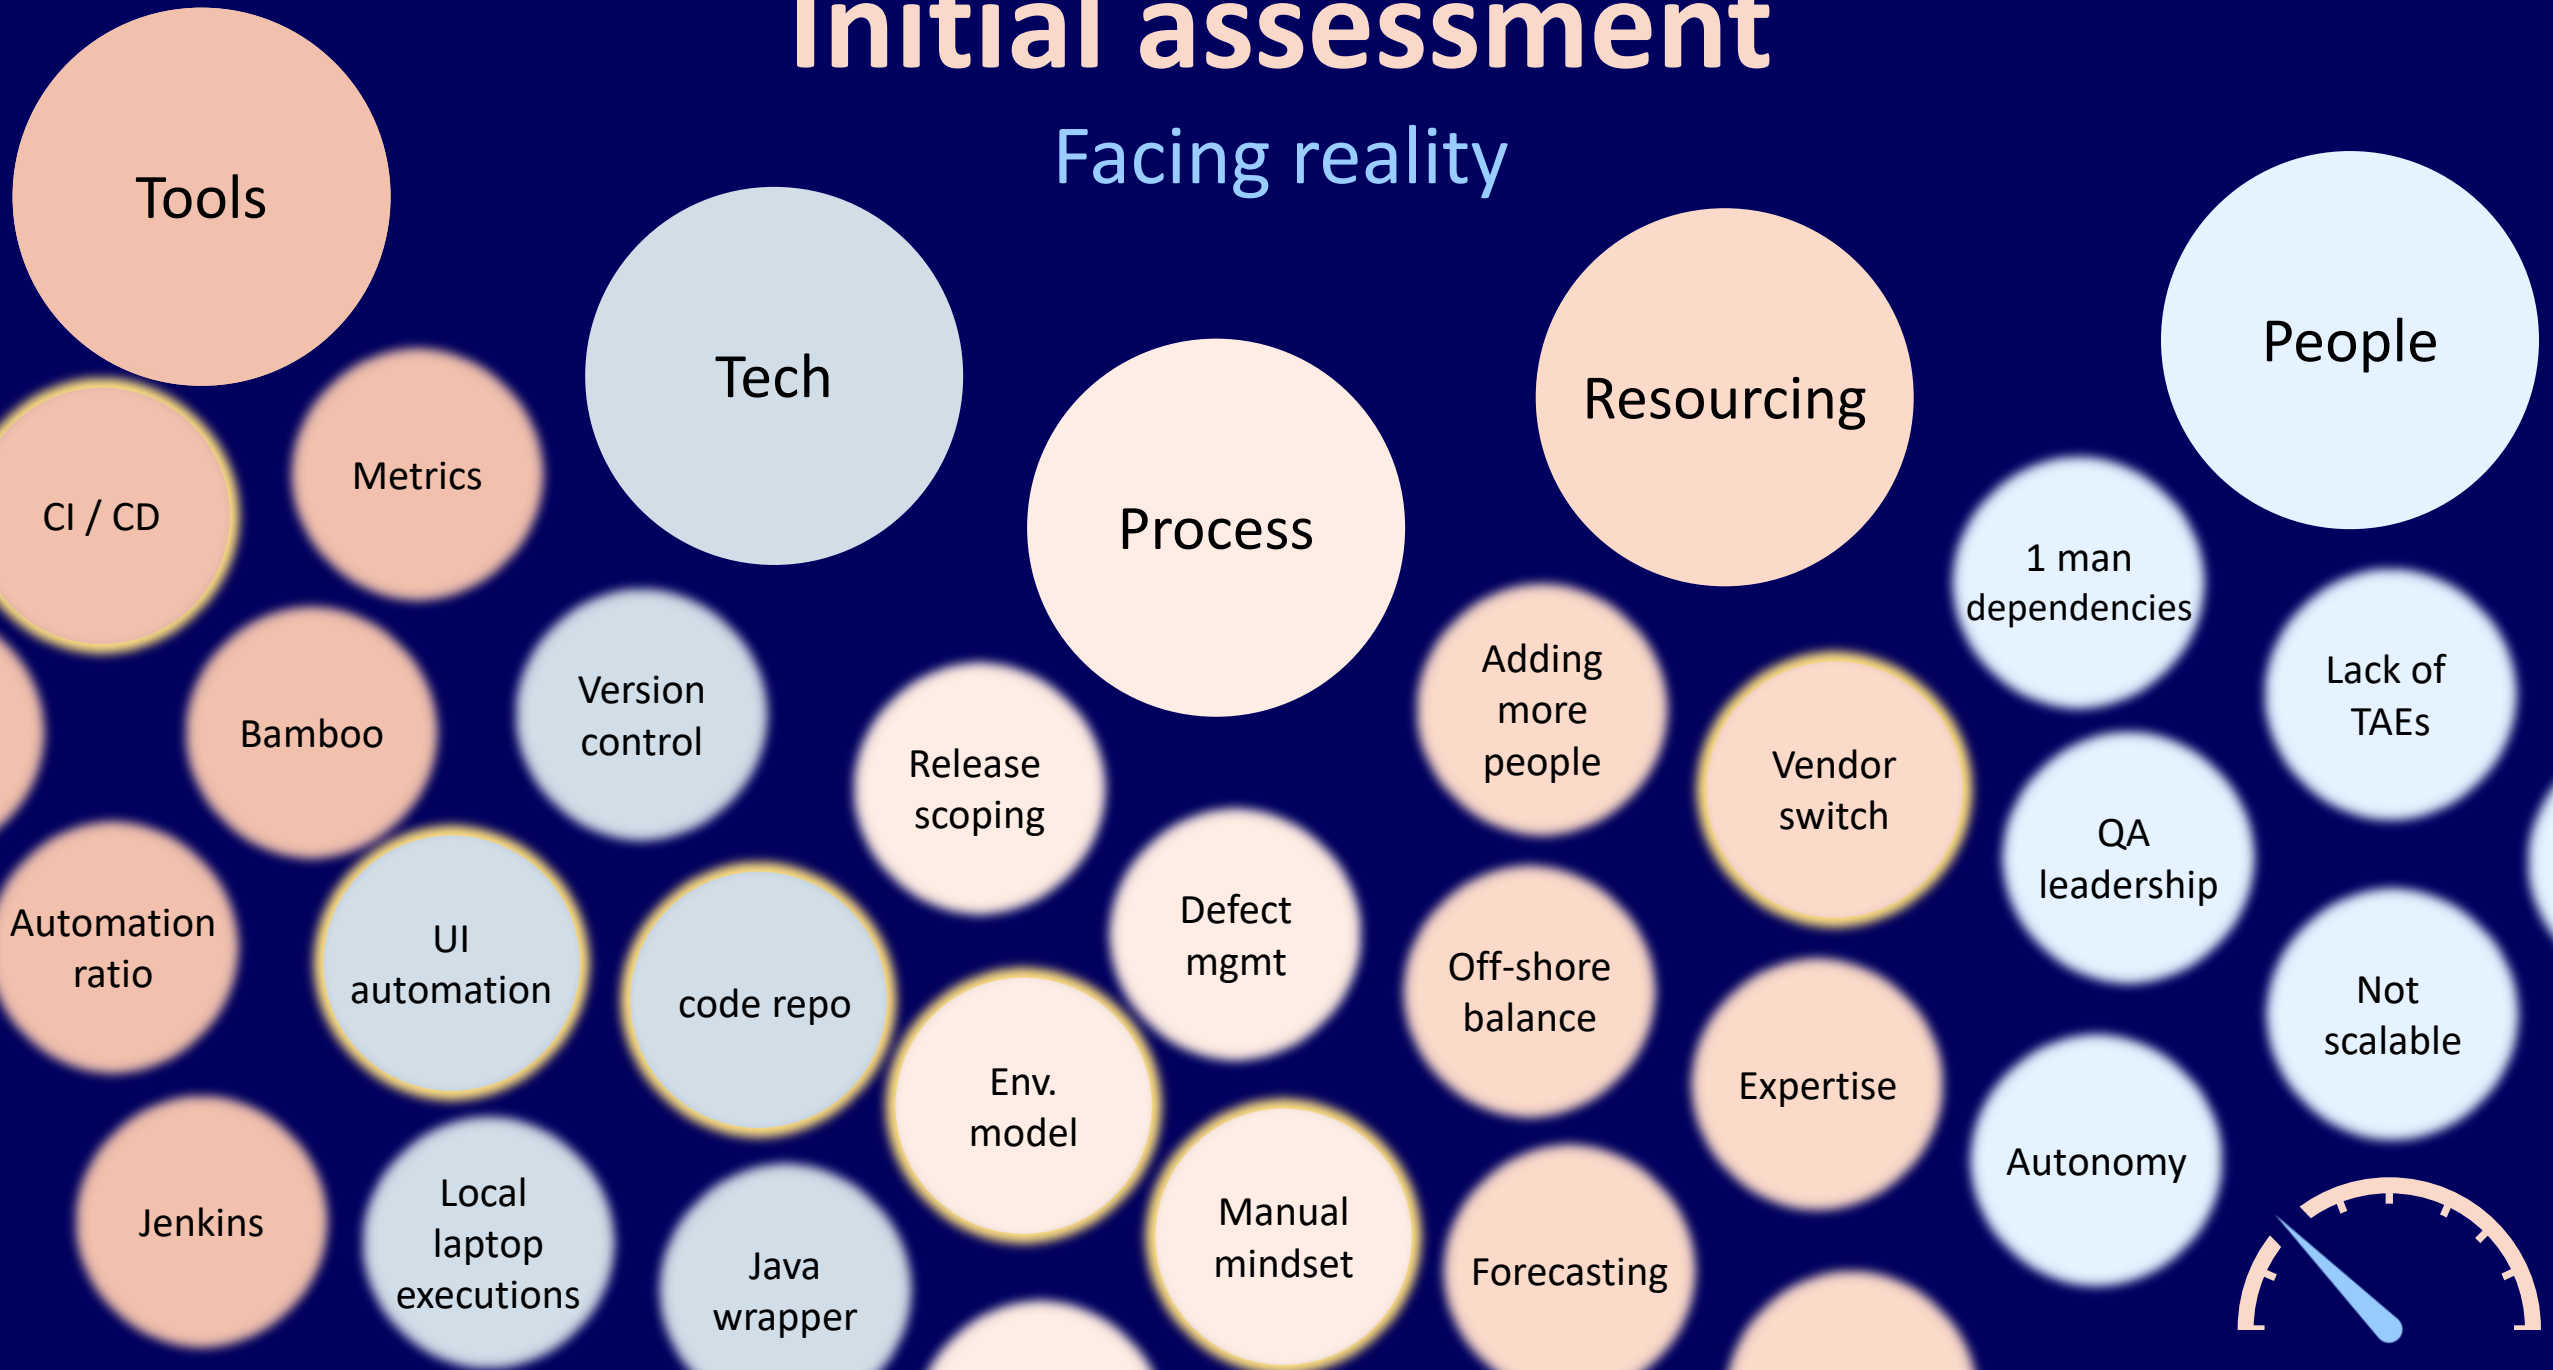 Initial assessment
Facing reality
Tools
Tech
Process
Resourcing
People
CI / CD
Metrics
Bamboo
Automation
ratio
Jenkins
Version
control
UI
automation
code repo
Local
laptop
executions
Java
wrapper
Release
scoping
Defect
mgmt
Env.
model
Manual
mindset
Adding
more
people
Vendor
switch
Off-shore
balance
Expertise
Forecasting
1 man
dependencies
Lack of
TAEs
QA
leadership
Not
scalable
Autonomy